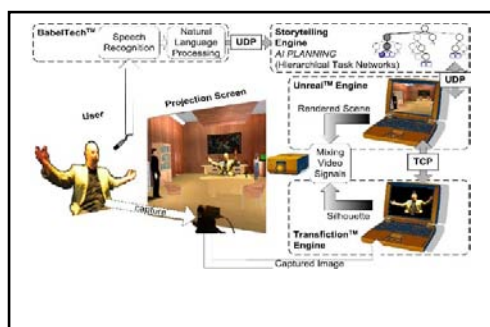 BabelTech™
Speech
Recognition
Natural
Language
Processing
UDP
Storytelling
Engine
AI PLANNING
(Hierarchical Task Networks)
UDP
User
Projection Screen
Unreal™ Engine
Rendered Scene
Mixing
Video
Signals
TCP
capture
Silhouette
Transfiction™
Engine
Captured Image